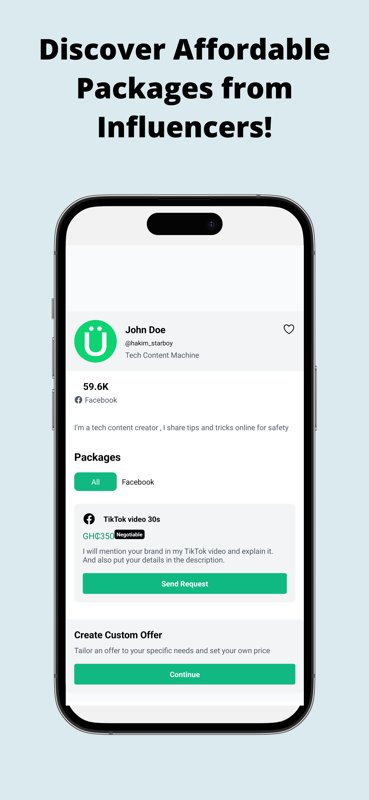 Discover Affordable
Packages from
Influencers!
Ü
John Doe
@hakim_starboy
Tech Content Machine
59.6K
Facebook
I'm a tech content creator , I share tips and tricks online for safety
Packages
All Facebook
TikTok video 30s
GH₵350 Negotiable
I will mention your brand in my TikTok video and explain it.
And also put your details in the description.
Send Request
Create Custom Offer
Tailor an offer to your specific needs and set your own price
Continue